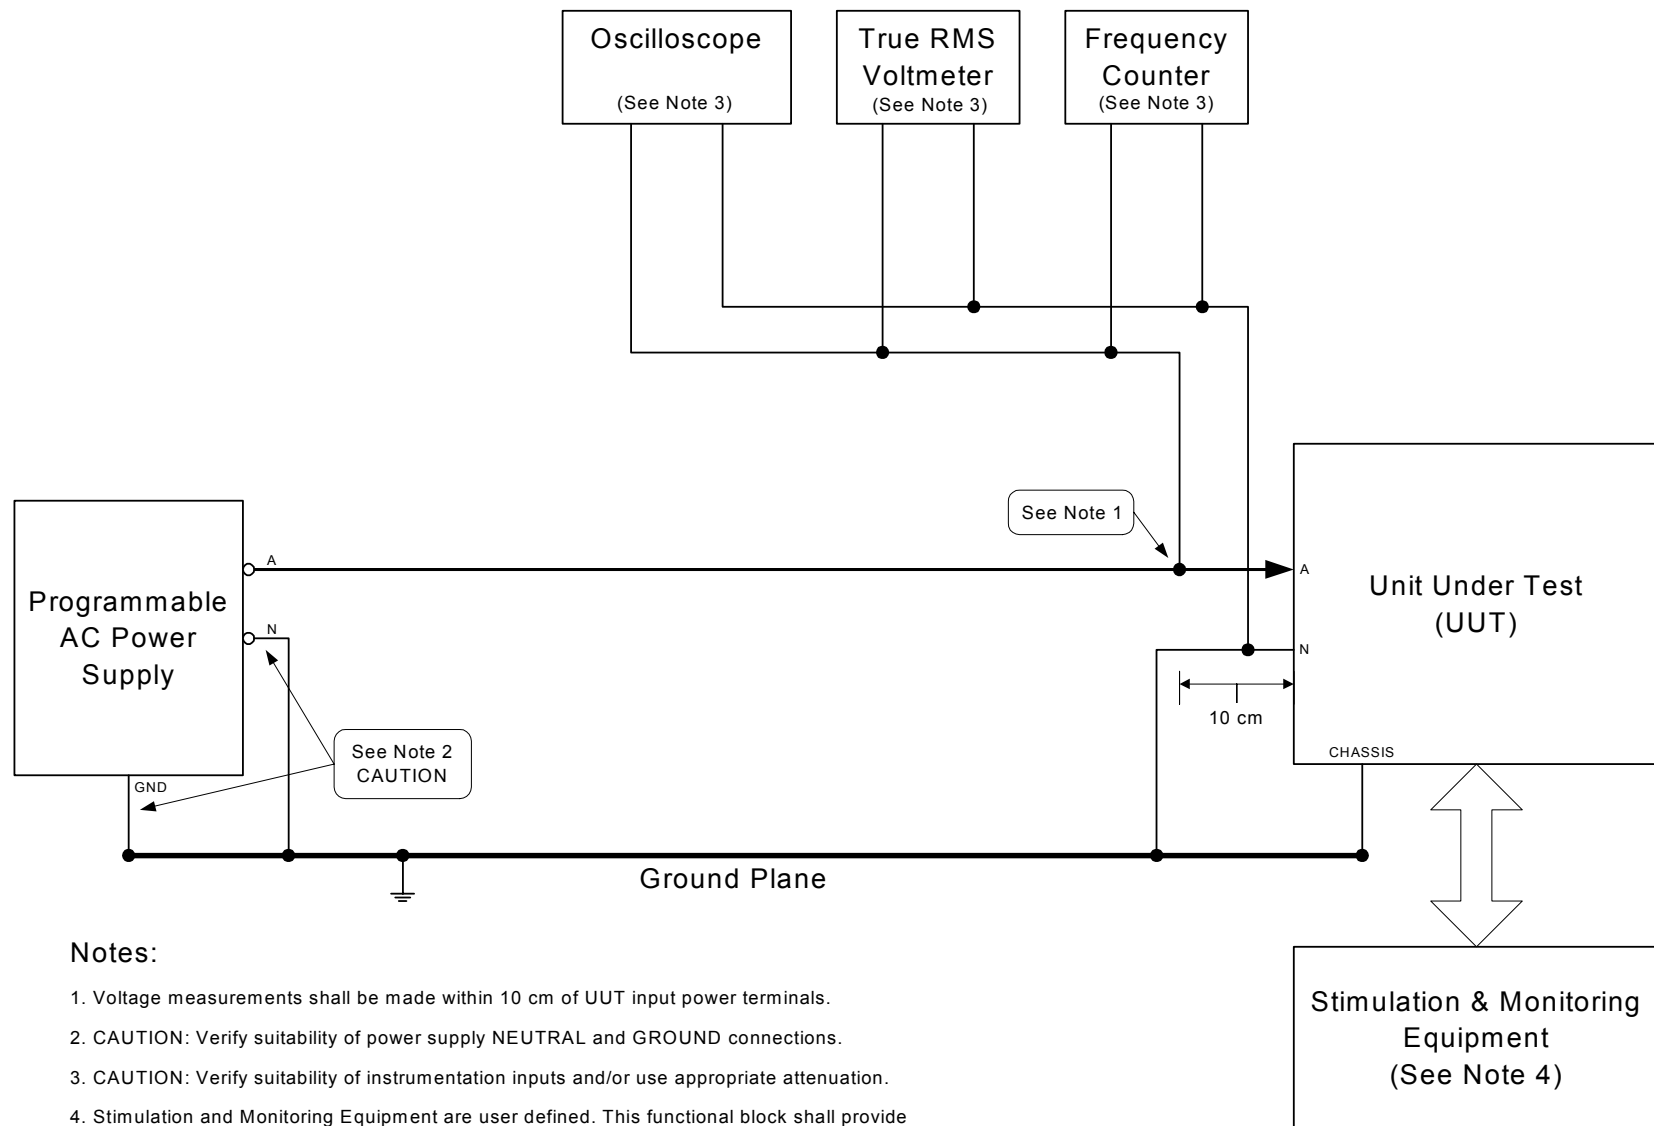 Oscilloscope
(See Note 3)
True RMS
Voltmeter
(See Note 3)
Frequency
Counter
(See Note 3)
See Note 1
Programmable
AC Power
Supply
A
N
GND
See Note 2
CAUTION
A
N
Unit Under Test
(UUT)
10 cm
CHASSIS
Ground Plane
Stimulation & Monitoring
Equipment
(See Note 4)
Notes:
1. Voltage measurements shall be made within 10 cm of UUT input power terminals.
2. CAUTION: Verify suitability of power supply NEUTRAL and GROUND connections.
3. CAUTION: Verify suitability of instrumentation inputs and/or use appropriate attenuation.
4. Stimulation and Monitoring Equipment are user defined. This functional block shall provide